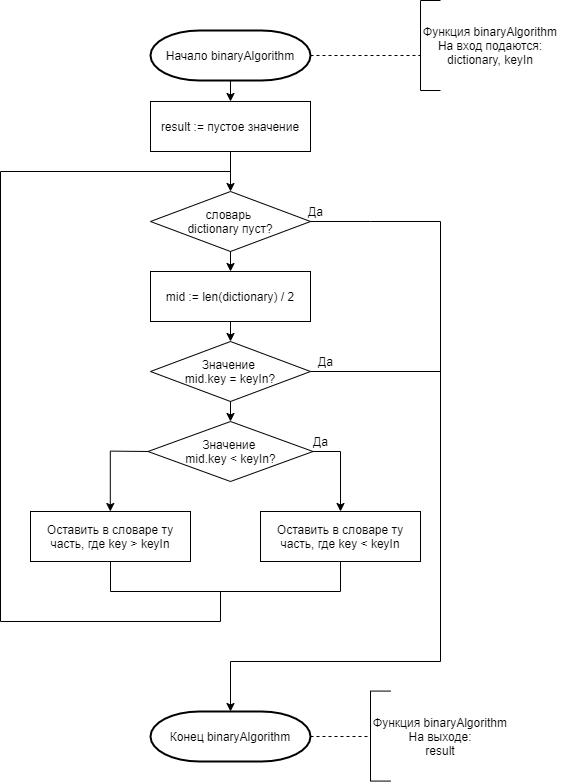 Функция binaryAlgorithm
На вход подаются:
dictionary, keyIn
Начало binaryAlgorithm
result := пустое значение
словарь
dictionary пуст?
Да
mid := len(dictionary) / 2
Значение
mid.key = keyIn?
Да
Значение
mid.key < keyIn?
Да
Оставить в словаре ту
часть, где key > keyIn
Оставить в словаре ту
часть, где key < keyIn
Конец binaryAlgorithm
Функция binaryAlgorithm
На выходе:
result